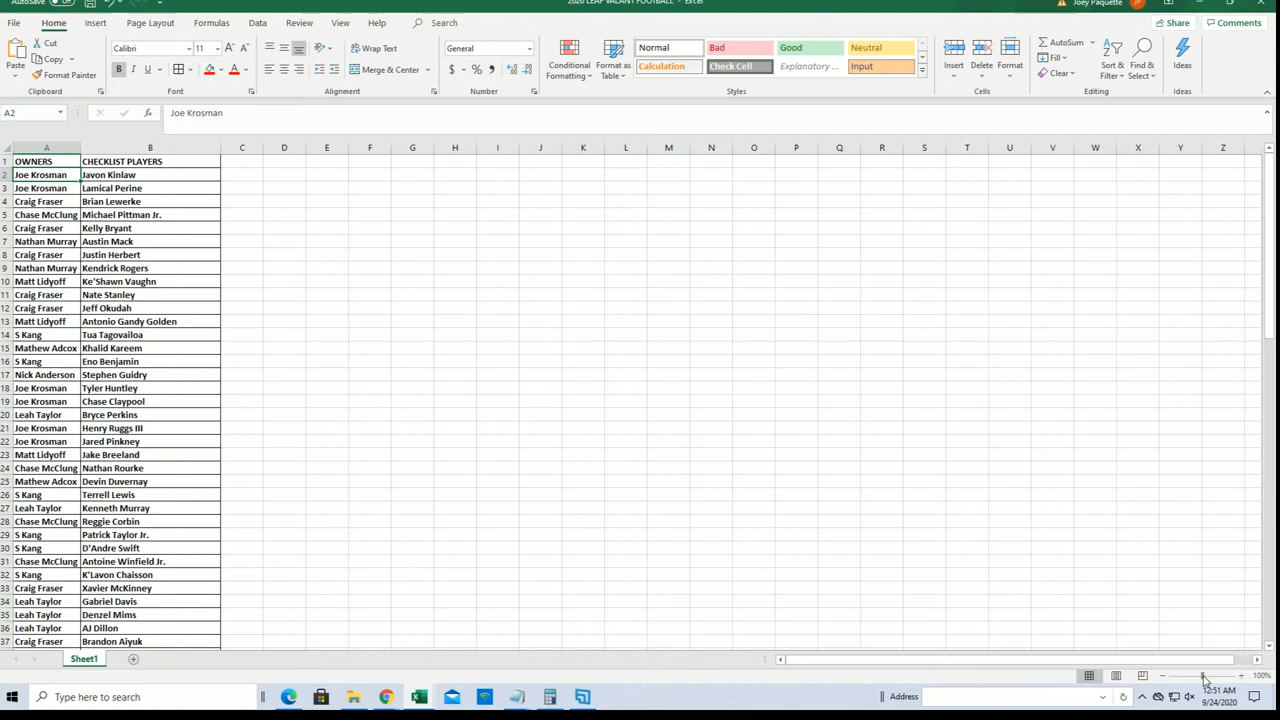 AutoSave Off 2020 LEAF VALIANT FOOTBALL - Excel Joey Paquette JP
File Home Insert Page Layout Formulas Data Review View Help Search Share Comments
Paste Cut Copy Format Painter Clipboard
Calibri 11 B I U Font
Wrap Text Merge & Center Alignment
General $ % , Number
Conditional Formatting Format as Table
Normal Bad Good Neutral
Calculation Check Cell Explanatory ... Input
Styles
Insert Delete Format Cells
AutoSum Fill Clear Sort & Filter Find & Select Editing
Ideas Ideas
A2 fx Joe Krosman
A B C D E F G H I J K L M N O P Q R S T U V W X Y Z
1 OWNERS CHECKLIST PLAYERS
2 Joe Krosman Javon Kinlaw
3 Joe Krosman Lamical Perine
4 Craig Fraser Brian Lewerke
5 Chase McClung Michael Pittman Jr.
6 Craig Fraser Kelly Bryant
7 Nathan Murray Austin Mack
8 Craig Fraser Justin Herbert
9 Nathan Murray Kendrick Rogers
10 Matt Lidyoff Ke'Shawn Vaughn
11 Craig Fraser Nate Stanley
12 Craig Fraser Jeff Okudah
13 Matt Lidyoff Antonio Gandy Golden
14 S Kang Tua Tagovailoa
15 Mathew Adcox Khalid Kareem
16 S Kang Eno Benjamin
17 Nick Anderson Stephen Guidry
18 Joe Krosman Tyler Huntley
19 Joe Krosman Chase Claypool
20 Leah Taylor Bryce Perkins
21 Joe Krosman Henry Ruggs III
22 Joe Krosman Jared Pinkney
23 Matt Lidyoff Jake Breeland
24 Chase McClung Nathan Rourke
25 Mathew Adcox Devin Duvernay
26 S Kang Terrell Lewis
27 Leah Taylor Kenneth Murray
28 Chase McClung Reggie Corbin
29 S Kang Patrick Taylor Jr.
30 S Kang D'Andre Swift
31 Chase McClung Antoine Winfield Jr.
32 S Kang K'Lavon Chaisson
33 Craig Fraser Xavier McKinney
34 Leah Taylor Gabriel Davis
35 Leah Taylor Denzel Mims
36 Leah Taylor AJ Dillon
37 Craig Fraser Brandon Aiyuk
Sheet1
100%
Type here to search Address 12:51 AM
9/24/2020